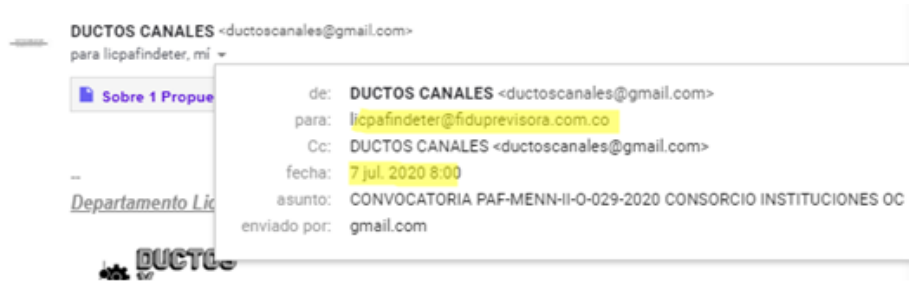 DUCTOS CANALES <ductoscanales@gmail.com>
para licpafindeter, mí
Sobre 1 Propue
de: DUCTOS CANALES <ductoscanales@gmail.com>
para: licpafindeter@fiduprevisora.com.co
Cc: DUCTOS CANALES <ductoscanales@gmail.com>
fecha: 7 jul. 2020 8:00
asunto: CONVOCATORIA PAF-MENN-II-O-029-2020 CONSORCIO INSTITUCIONES OC
enviado por: gmail.com
--
Departamento Lic
DUCTOS